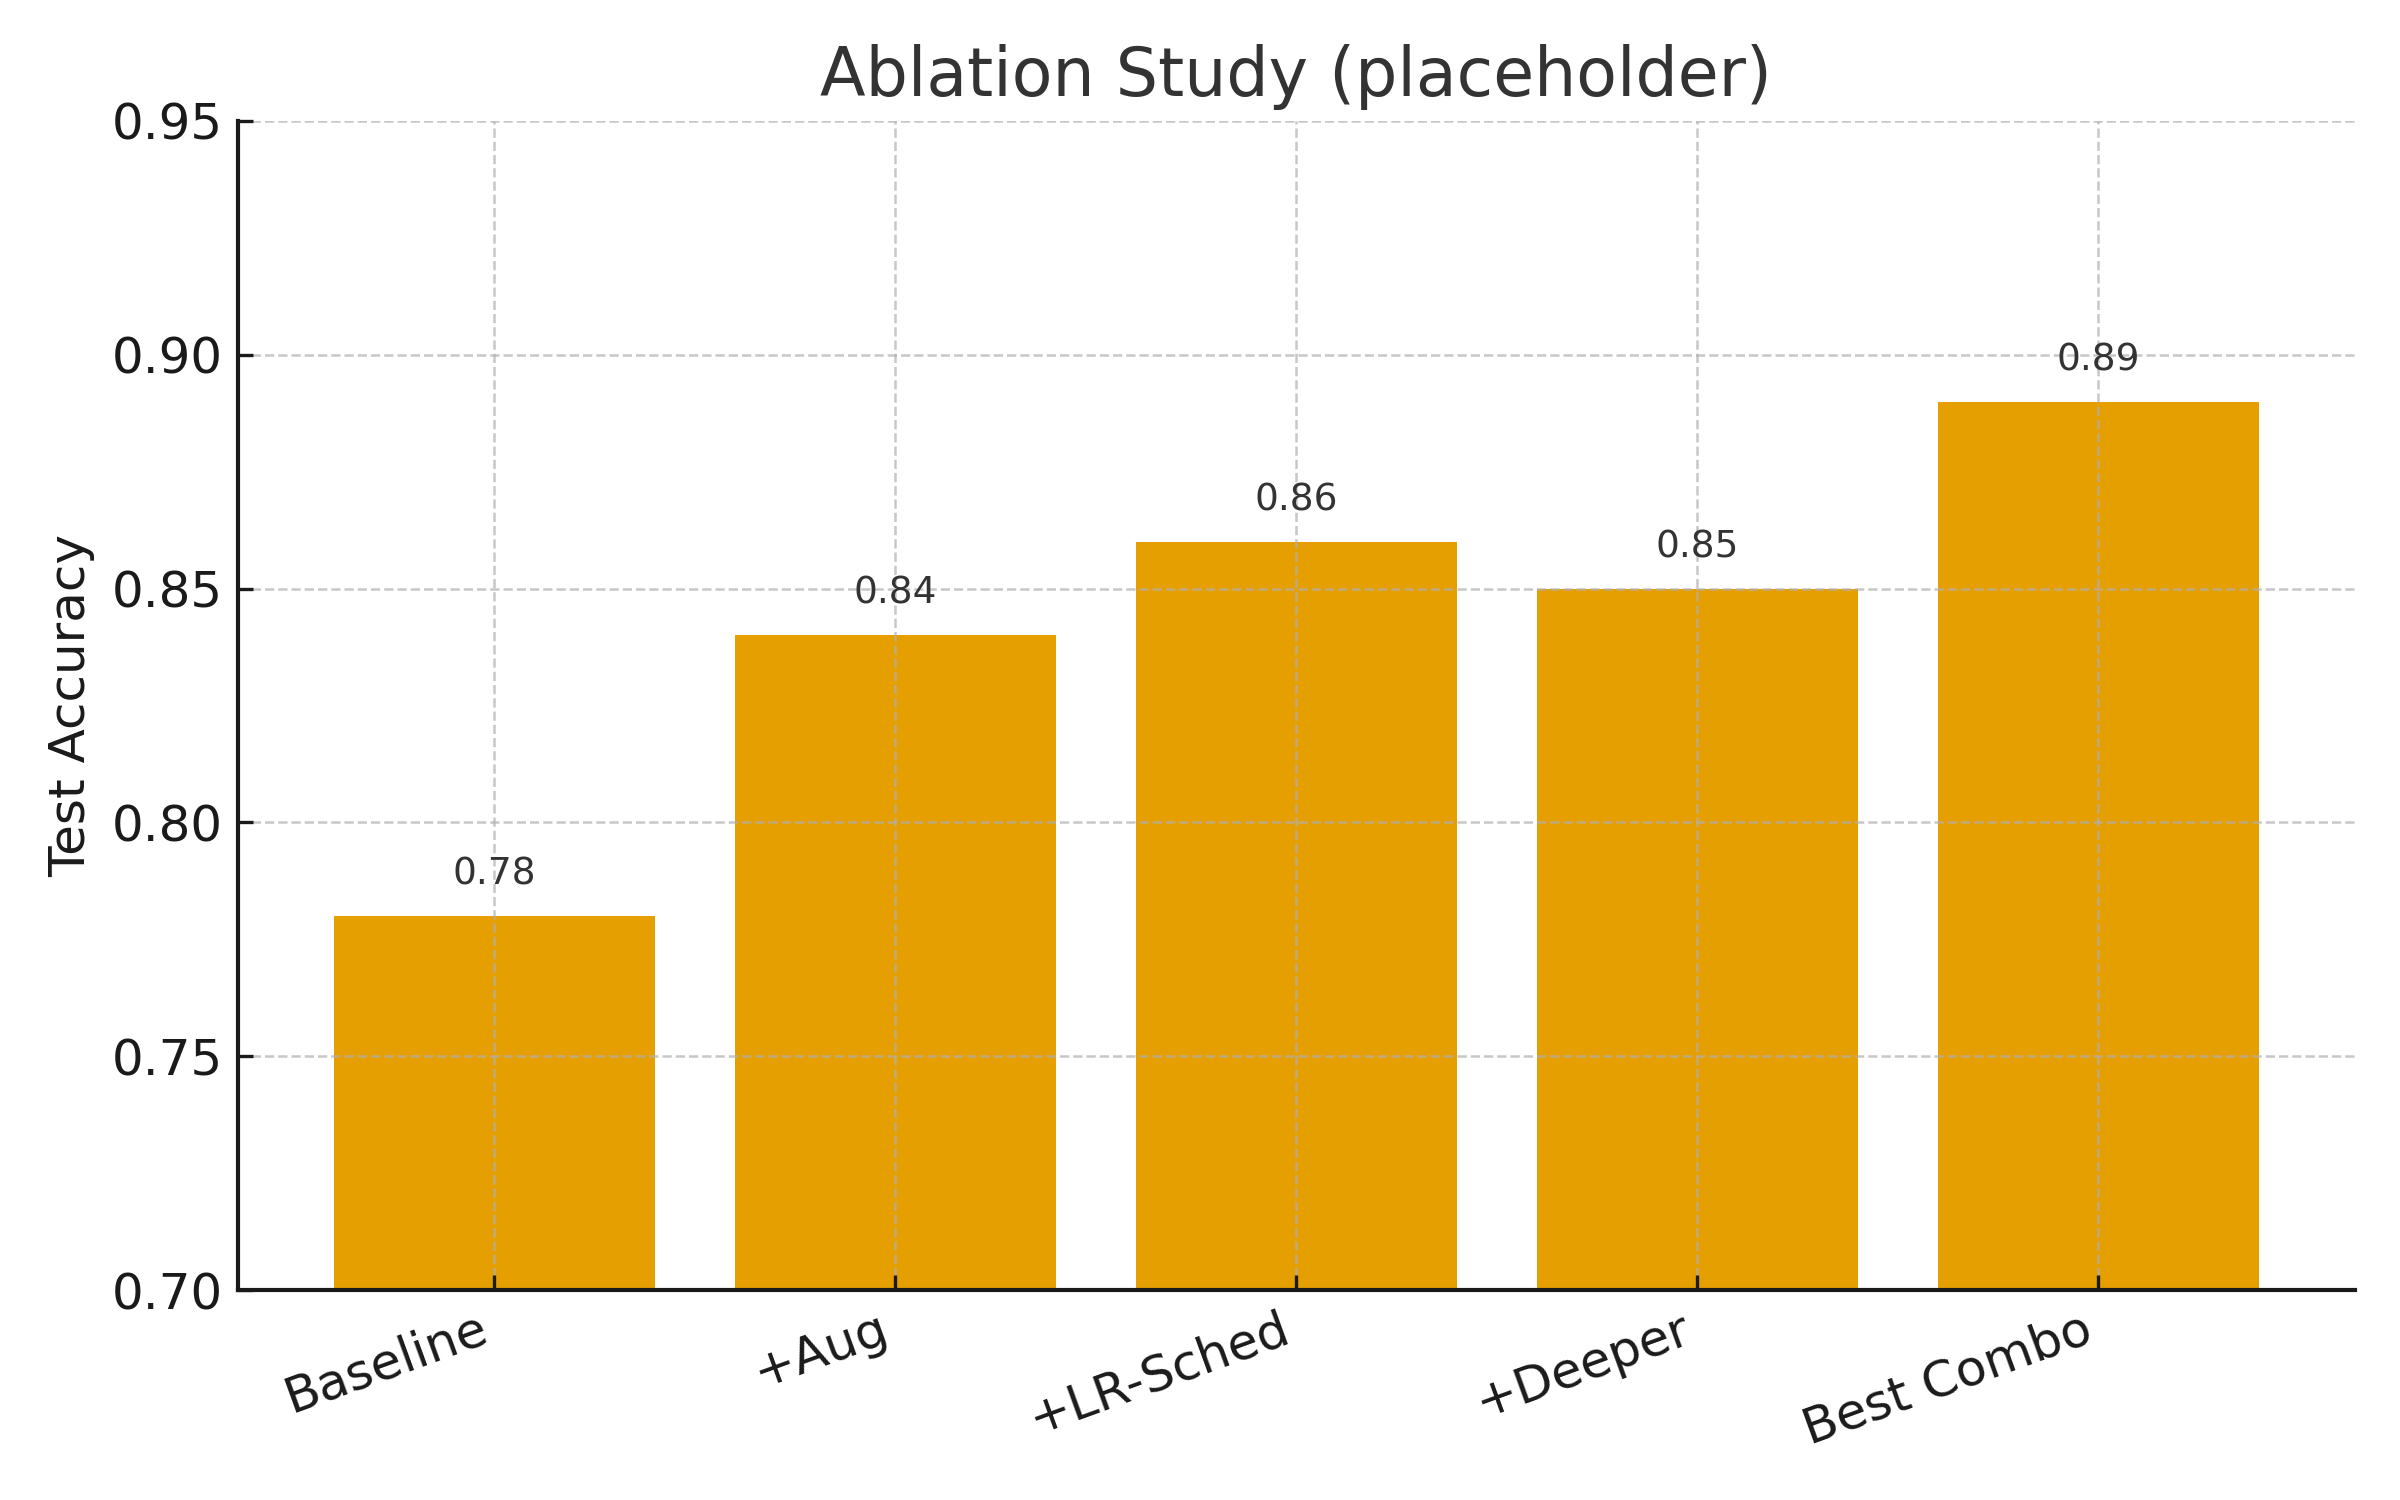 Ablation Study (placeholder)
Test Accuracy
0.95
0.90
0.85
0.80
0.75
0.70
0.78
0.84
0.86
0.85
0.89
Baseline
+Aug
+LR-Sched
+Deeper
Best Combo